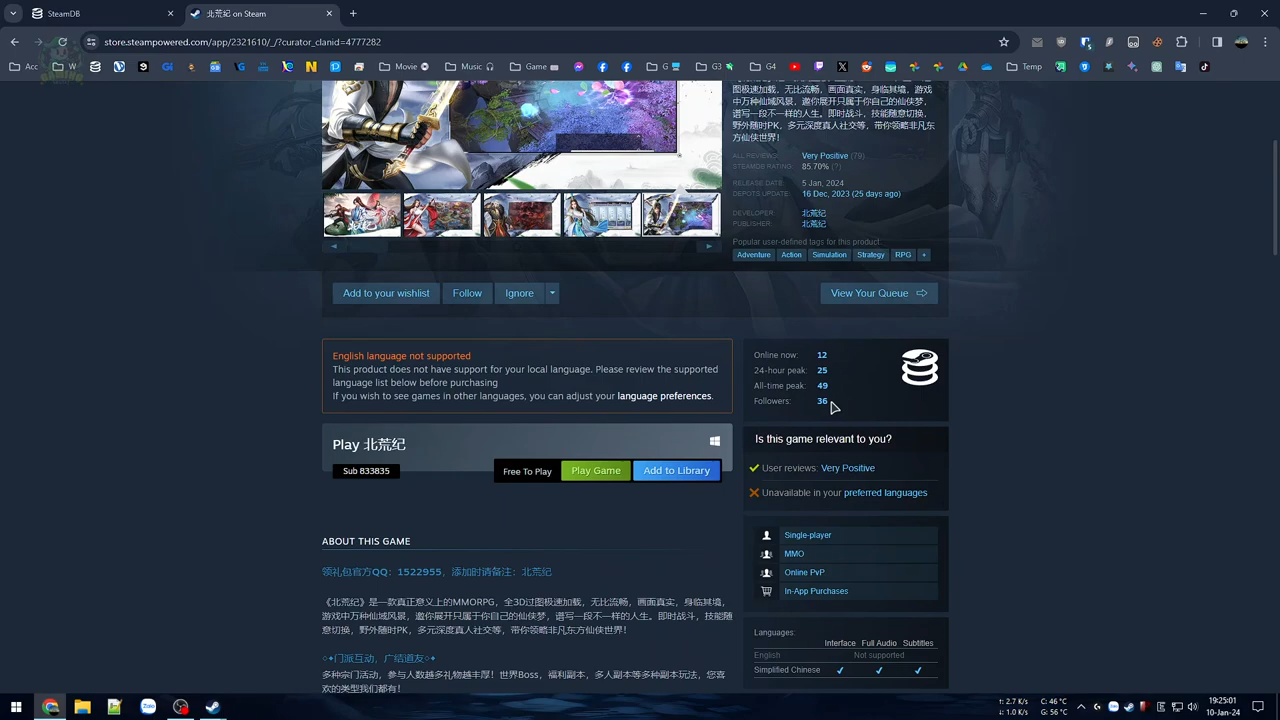 SteamDB
北荒纪 on Steam
store.steampowered.com/app/2321610/_/?curator_clanid=4777282
Movie
Music
Game
G3
G4
Temp
GAMING
图极速加载，无比流畅，画面真实，身临其境，游戏
中万种仙域风景，邀你开展只属于你自己的仙侠梦，
谱写一段不一样的人生。即时战斗，技能随意切换，
野外随时PK，多元深度真人社交等，带你领略非凡东
方仙侠世界！
ALL REVIEWS: Very Positive (79)
STEAMDB RATING: 85.70% (?)
RELEASE DATE: 5 Jan, 2024
DEPOTS UPDATE: 16 Dec, 2023 (25 days ago)
DEVELOPER: 北荒纪
PUBLISHER: 北荒纪
Popular user-defined tags for this product:
Adventure Action Simulation Strategy RPG +
Add to your wishlist Follow Ignore View Your Queue
English language not supported
This product does not have support for your local language. Please review the supported
language list below before purchasing
If you wish to see games in other languages, you can adjust your language preferences.
Online now: 12
24-hour peak: 25
All-time peak: 49
Followers: 36
Play 北荒纪
Sub 833835
Free To Play Play Game Add to Library
Is this game relevant to you?
User reviews: Very Positive
Unavailable in your preferred languages
Single-player
MMO
Online PvP
In-App Purchases
Languages:
Interface Full Audio Subtitles
English Not supported
Simplified Chinese ✔ ✔ ✔
ABOUT THIS GAME
领礼包官方QQ：1522955，添加时请备注：北荒纪
《北荒纪》是一款真正意义上的MMORPG，全3D过图极速加载，无比流畅，画面真实，身临其境，
游戏中万种仙域风景，邀你开展只属于你自己的仙侠梦，谱写一段不一样的人生。即时战斗，技能随
意切换，野外随时PK，多元深度真人社交等，带你领略非凡东方仙侠世界！
◇✦门派互动，广结道友◇✦
多种宗门活动，参与人数越多礼物越丰厚！世界Boss，福利副本，多人副本等多种副本玩法，您喜
欢的类型我们都有！
↑: 2.7 K/s C: 46 °C
↓: 1.0 K/s G: 56 °C
19:25:01
10-Jan-24